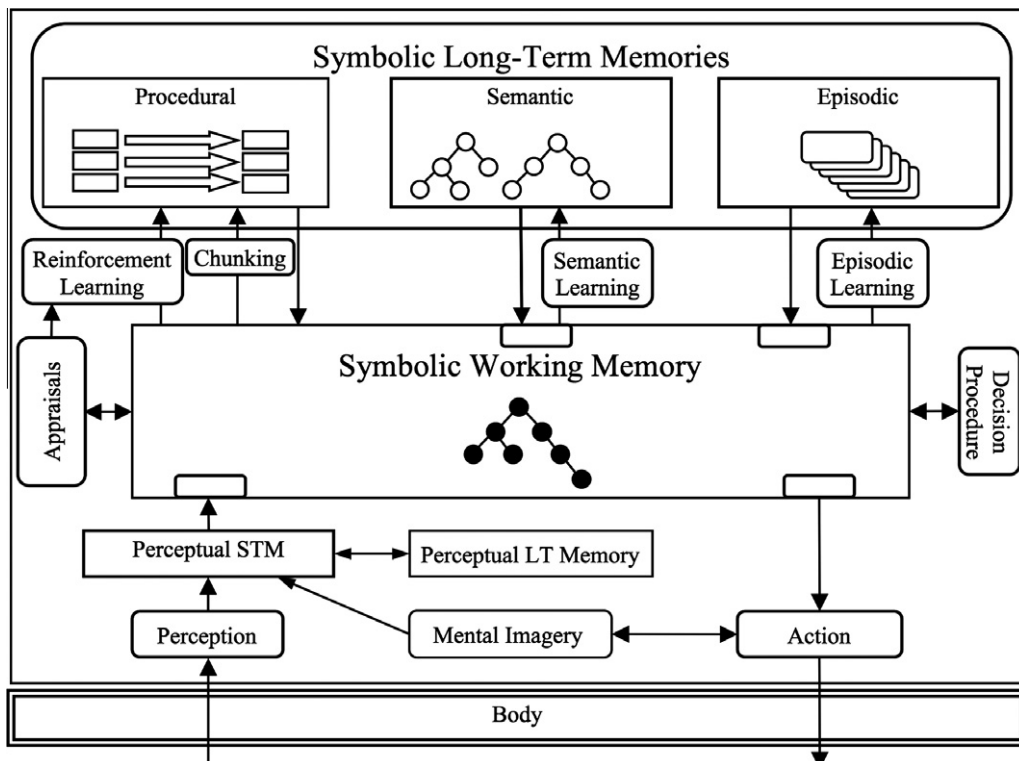 Symbolic Long-Term Memories
Procedural
Semantic
Episodic
Reinforcement
Learning
Chunking
Semantic
Learning
Episodic
Learning
Symbolic Working Memory
Appraisals
Decision
Procedure
Perceptual STM
Perceptual LT Memory
Perception
Mental Imagery
Action
Body